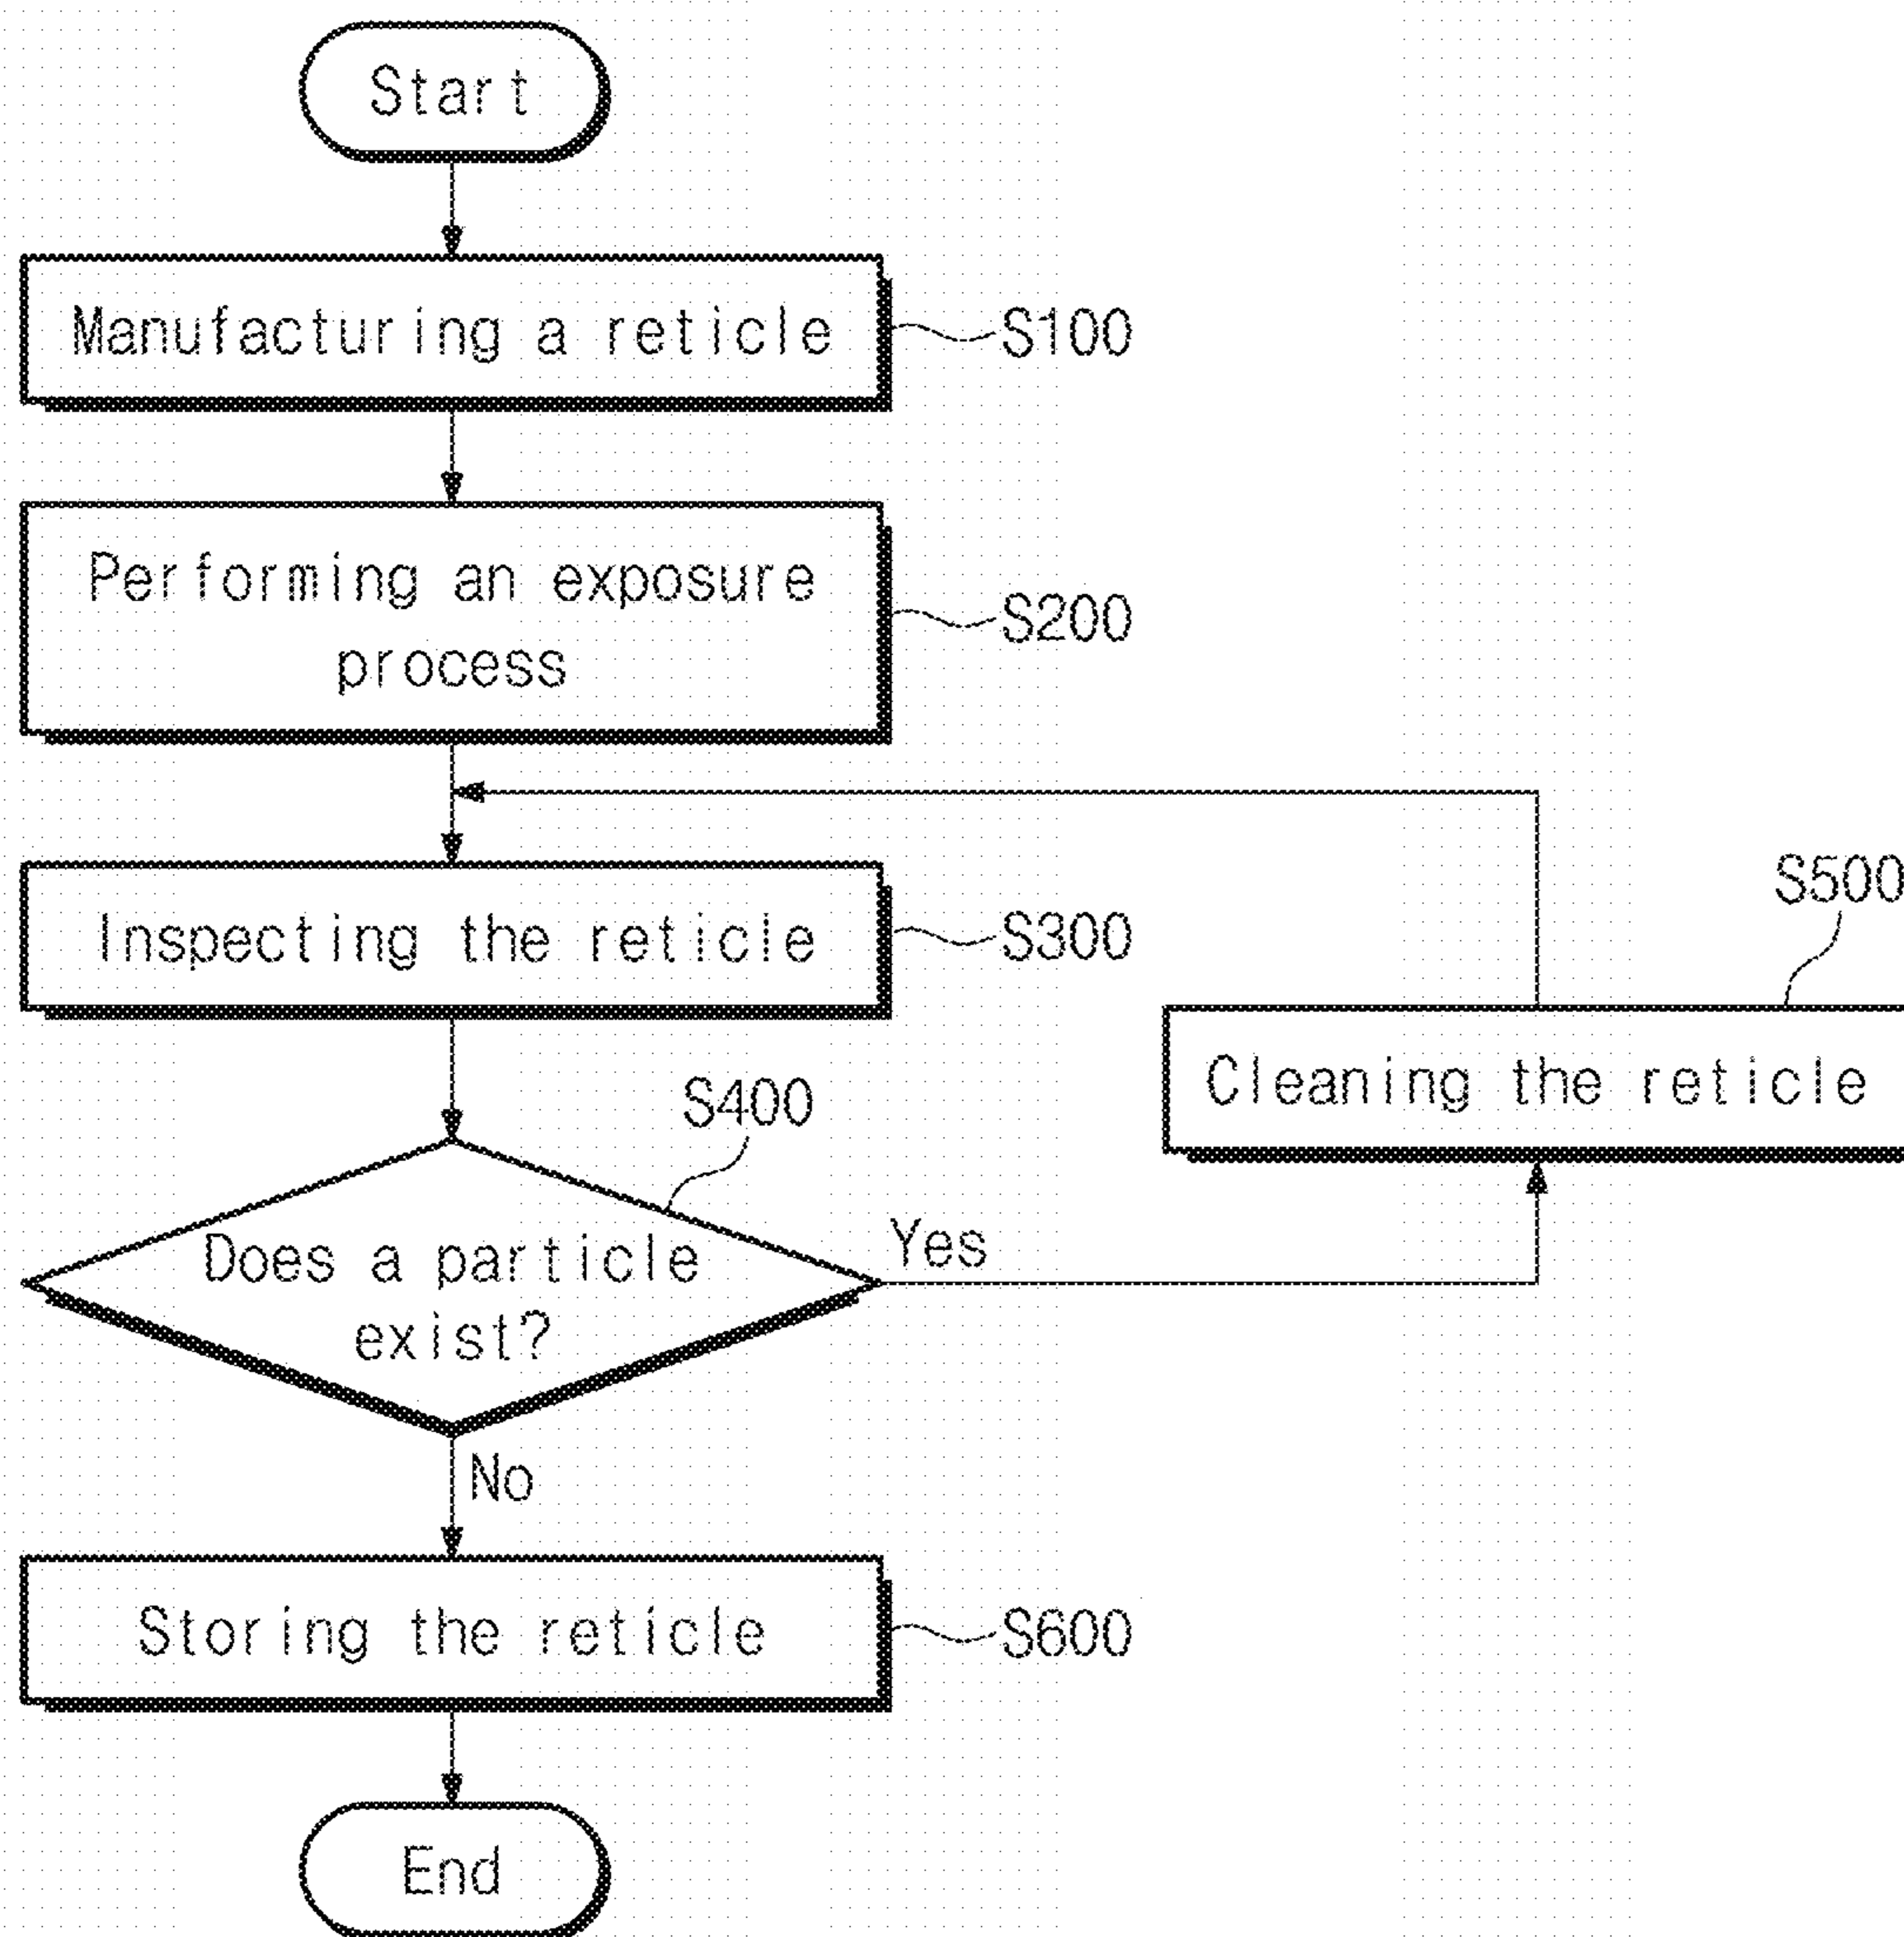 Start
Manufacturing a reticle
S100
Performing an exposure
process
S200
Inspecting the reticle
S300
S500
Cleaning the reticle
S400
Does a particle
exist?
Yes
No
Storing the reticle
S600
End